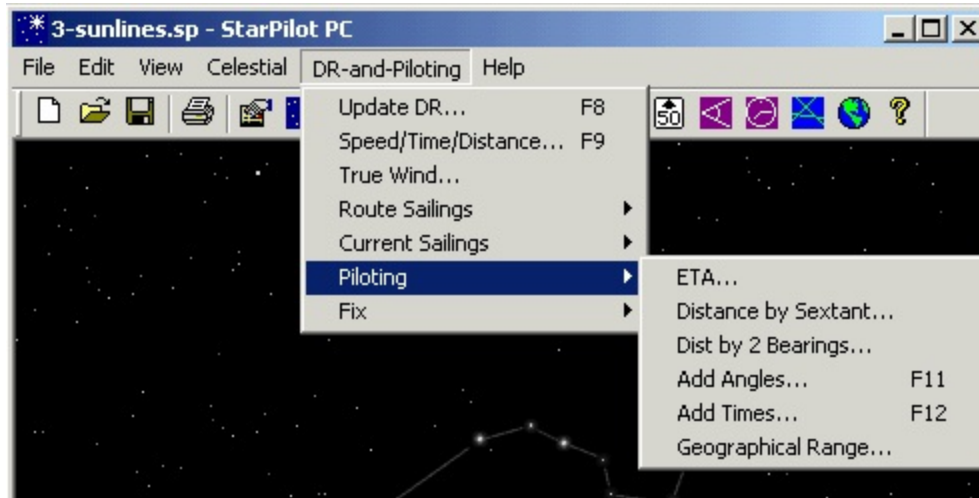 3-sunlines.sp - StarPilot PC
File Edit View Celestial DR-and-Piloting Help
50
Update DR... F8
Speed/Time/Distance... F9
True Wind...
Route Sailings
Current Sailings
Piloting
Fix
ETA...
Distance by Sextant...
Dist by 2 Bearings...
Add Angles... F11
Add Times... F12
Geographical Range...